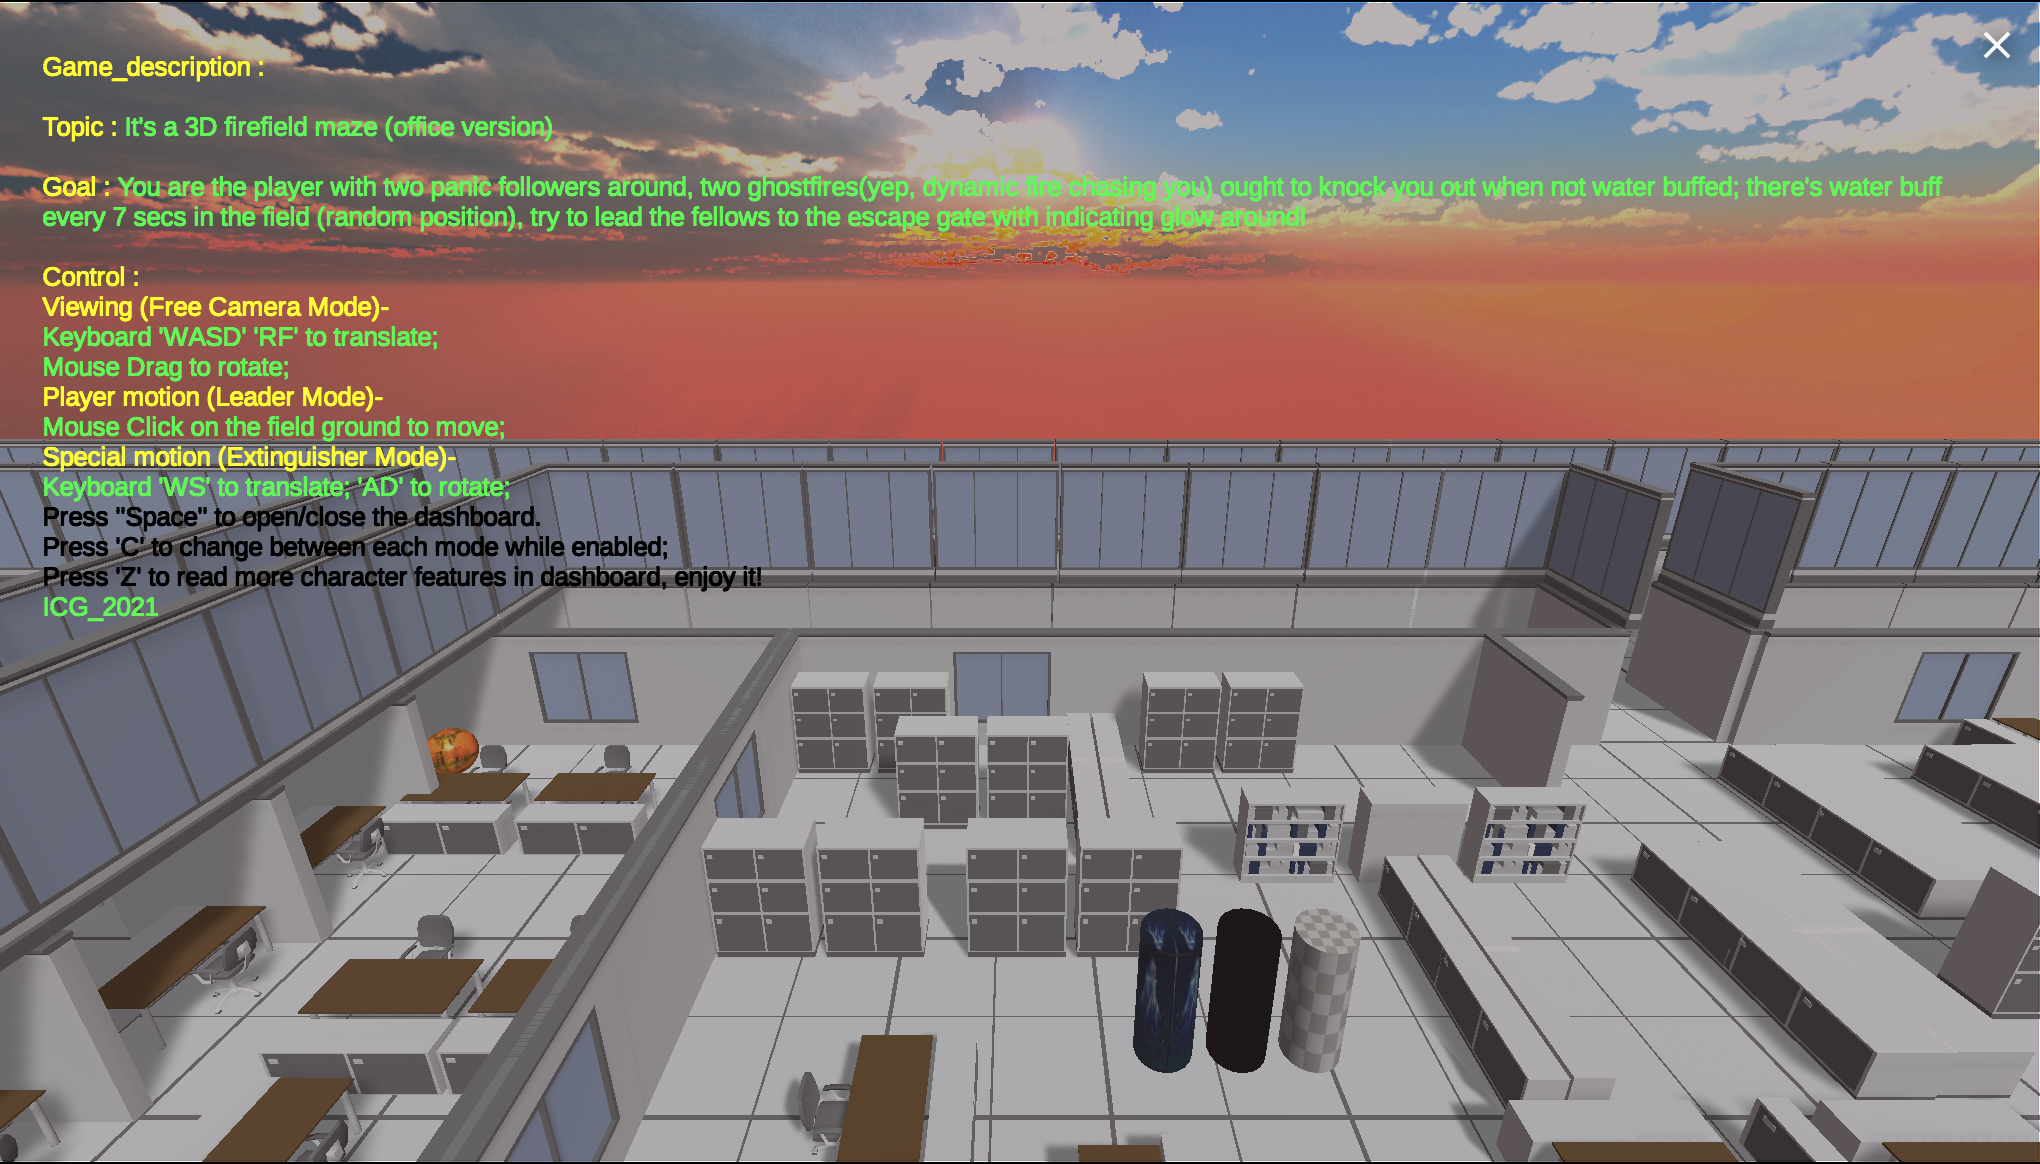 Game_description :
Topic : It's a 3D firefield maze (office version)
Goal : You are the player with two panic followers around, two ghostfires(yep, dynamic fire chasing you) ought to knock you out when not water buffed; there's water buff
every 7 secs in the field (random position), try to lead the fellows to the escape gate with indicating glow around!
Control :
Viewing (Free Camera Mode)-
Keyboard 'WASD' 'RF' to translate;
Mouse Drag to rotate;
Player motion (Leader Mode)-
Mouse Click on the field ground to move;
Special motion (Extinguisher Mode)-
Keyboard 'WS' to translate; 'AD' to rotate;
Press "Space" to open/close the dashboard.
Press 'C' to change between each mode while enabled;
Press 'Z' to read more character features in dashboard, enjoy it!
ICG_2021